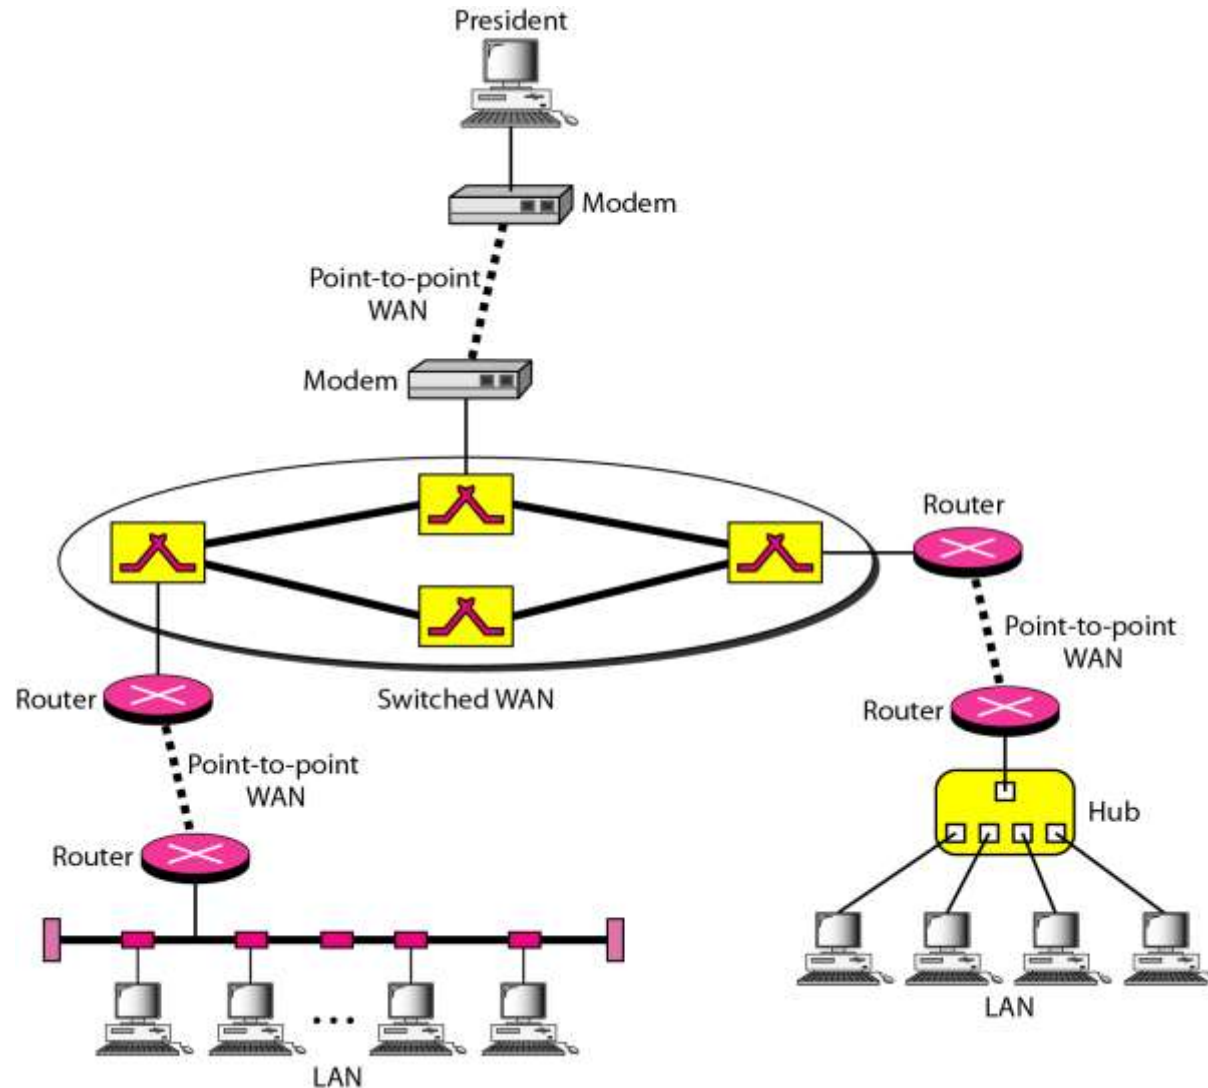 President
Modem
Point-to-point
WAN
Modem
Router
Switched WAN
Point-to-point
WAN
Router
Router
Point-to-point
WAN
Hub
Router
LAN
LAN